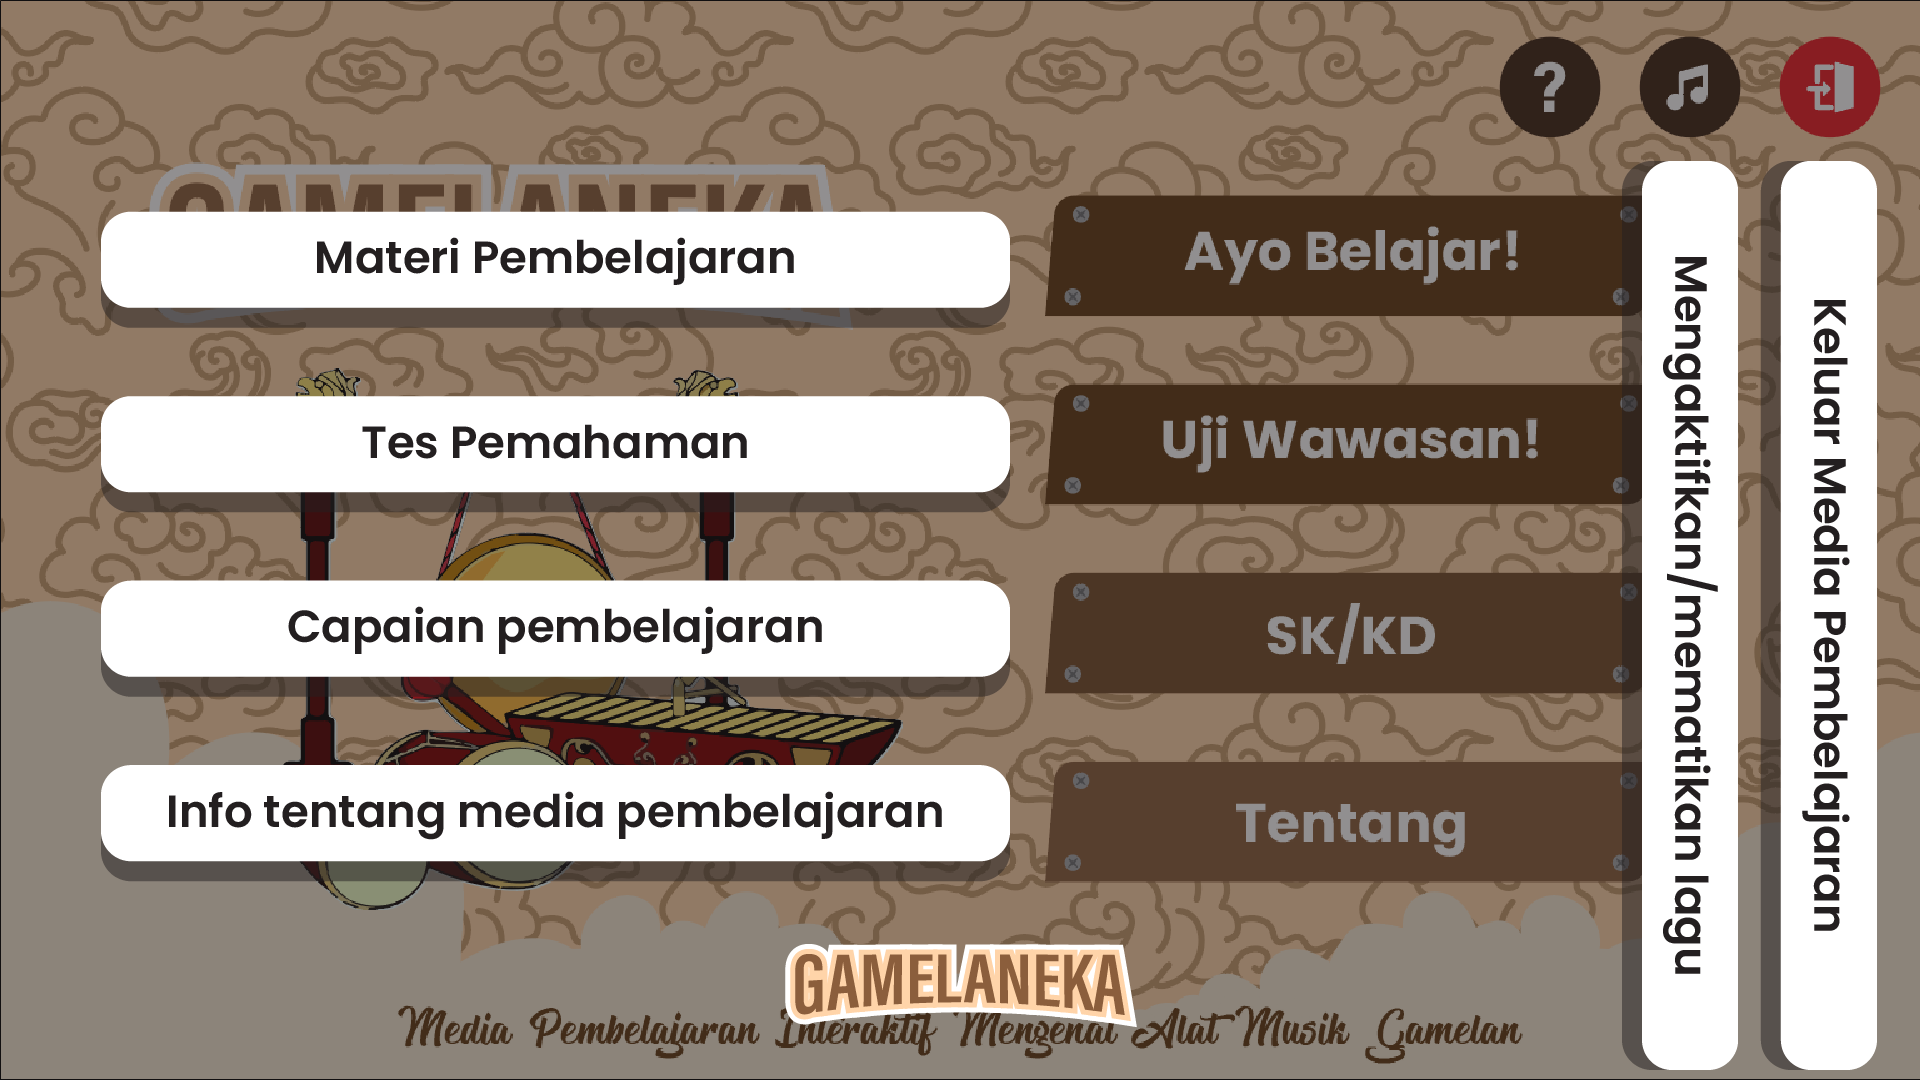 ?
GAMELANEKA
Materi Pembelajaran
Ayo Belajar!
Tes Pemahaman
Uji Wawasan!
Capaian pembelajaran
SK/KD
Info tentang media pembelajaran
Tentang
Mengaktifkan/mematikan lagu
Keluar Media Pembelajaran
GAMELANEKA
Media Pembelajaran Interaktif Mengenai Alat Musik Gamelan